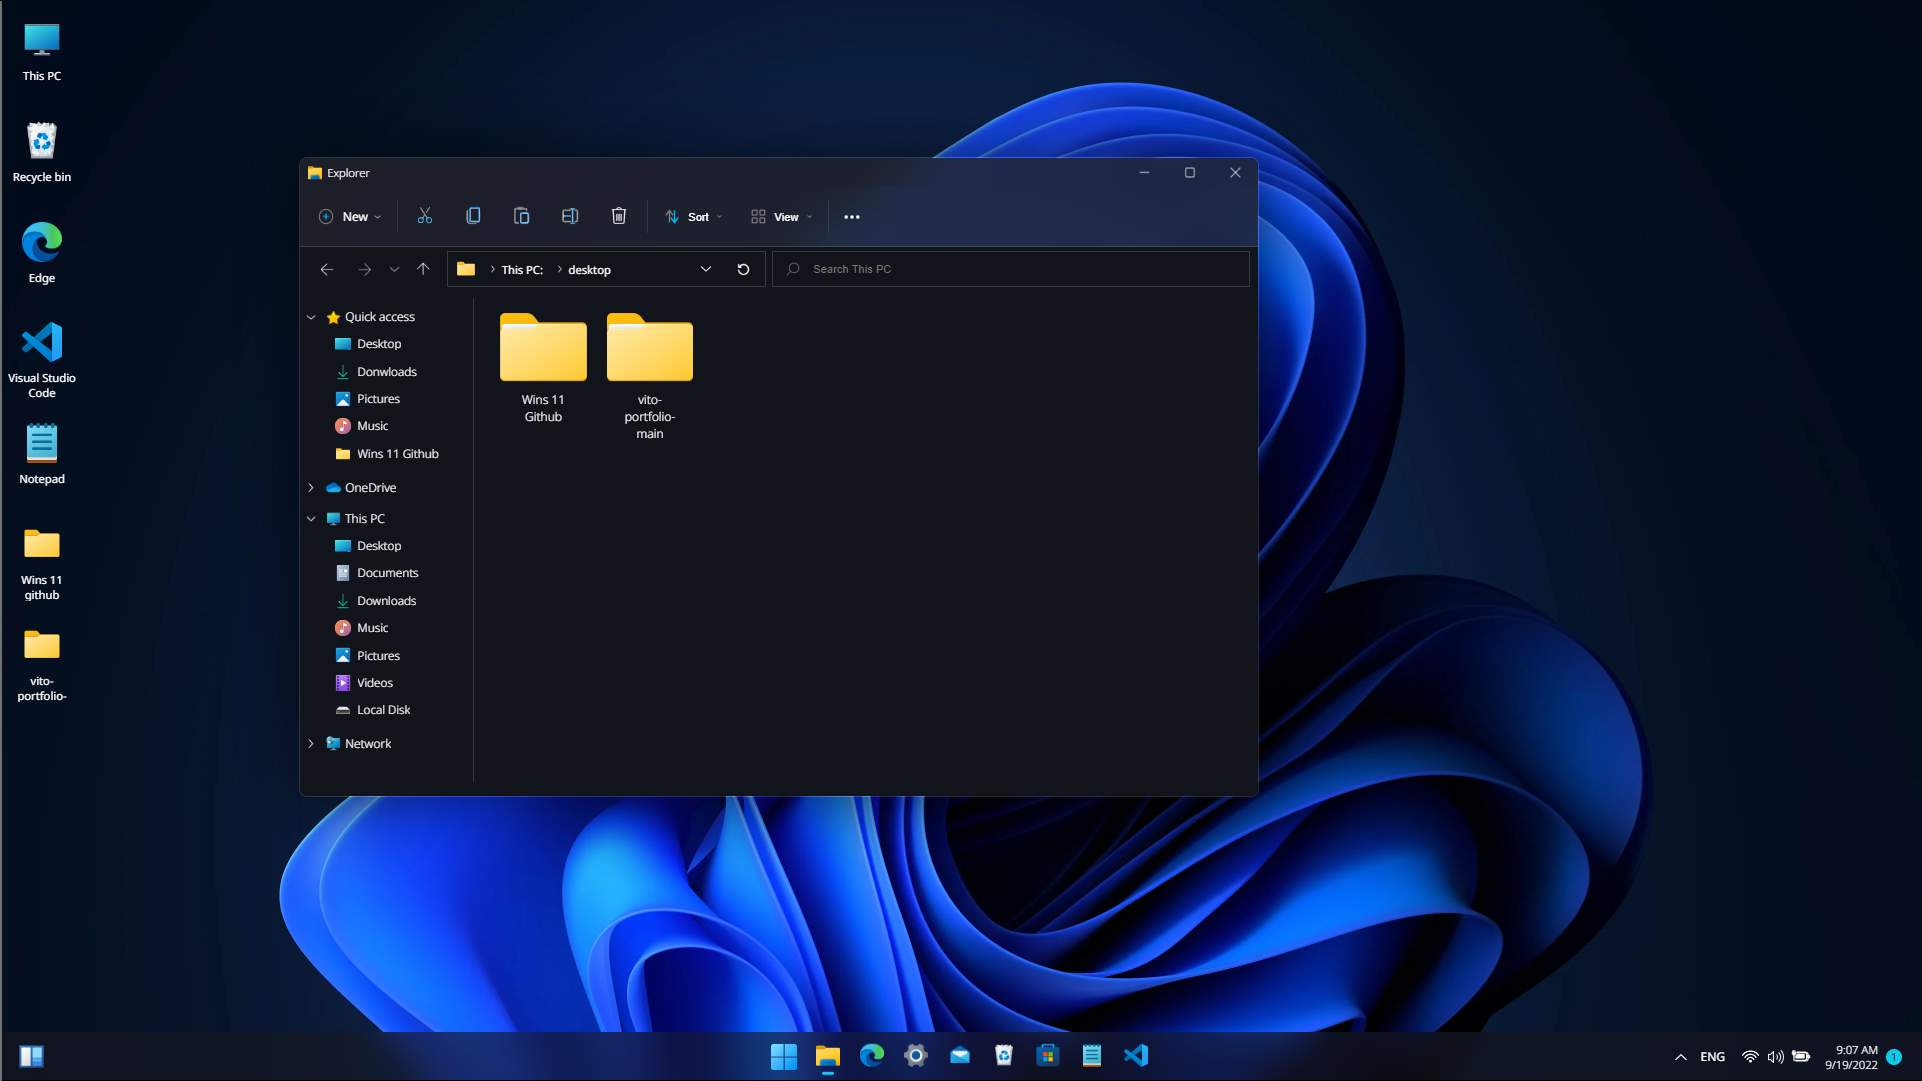 This PC
Recycle bin
Edge
Visual Studio
Code
Notepad
Wins 11
github
vito-
portfolio-
Explorer
New
Sort
View
This PC:
desktop
Search This PC
Quick access
Desktop
Donwloads
Pictures
Music
Wins 11 Github
OneDrive
This PC
Desktop
Documents
Downloads
Music
Pictures
Videos
Local Disk
Network
Wins 11
Github
vito-
portfolio-
main
ENG
9:07 AM
9/19/2022
1